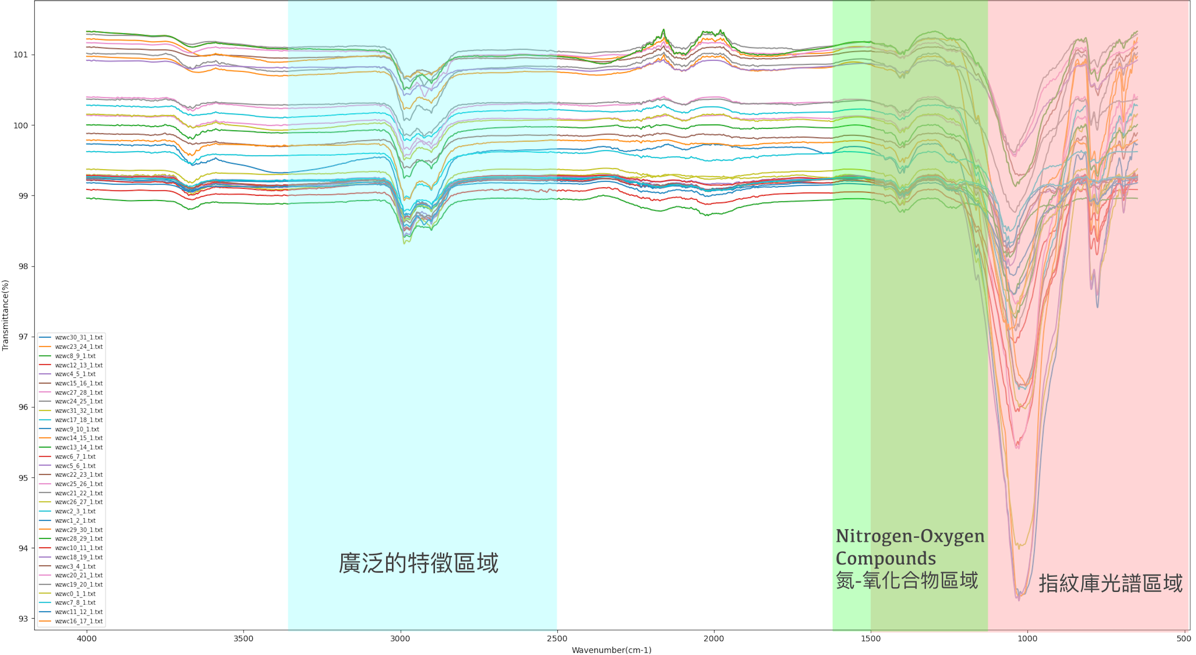 101
100
99
98
97
96
95
94
93
Transmittance(%)
wzwc30_31_1.txt
wzwc23_24_1.txt
wzwc8_9_1.txt
wzwc12_13_1.txt
wzwc4_5_1.txt
wzwc15_16_1.txt
wzwc27_28_1.txt
wzwc24_25_1.txt
wzwc31_32_1.txt
wzwc17_18_1.txt
wzwc9_10_1.txt
wzwc14_15_1.txt
wzwc13_14_1.txt
wzwc6_7_1.txt
wzwc5_6_1.txt
wzwc22_23_1.txt
wzwc25_26_1.txt
wzwc21_22_1.txt
wzwc26_27_1.txt
wzwc2_3_1.txt
wzwc1_2_1.txt
wzwc29_30_1.txt
wzwc28_29_1.txt
wzwc10_11_1.txt
wzwc18_19_1.txt
wzwc3_4_1.txt
wzwc20_21_1.txt
wzwc19_20_1.txt
wzwc0_1_1.txt
wzwc7_8_1.txt
wzwc11_12_1.txt
wzwc16_17_1.txt
廣泛的特徵區域
Nitrogen-Oxygen
Compounds
氮-氧化合物區域
指紋庫光譜區域
4000 3500 3000 2500 2000 1500 1000 500
Wavenumber(cm-1)